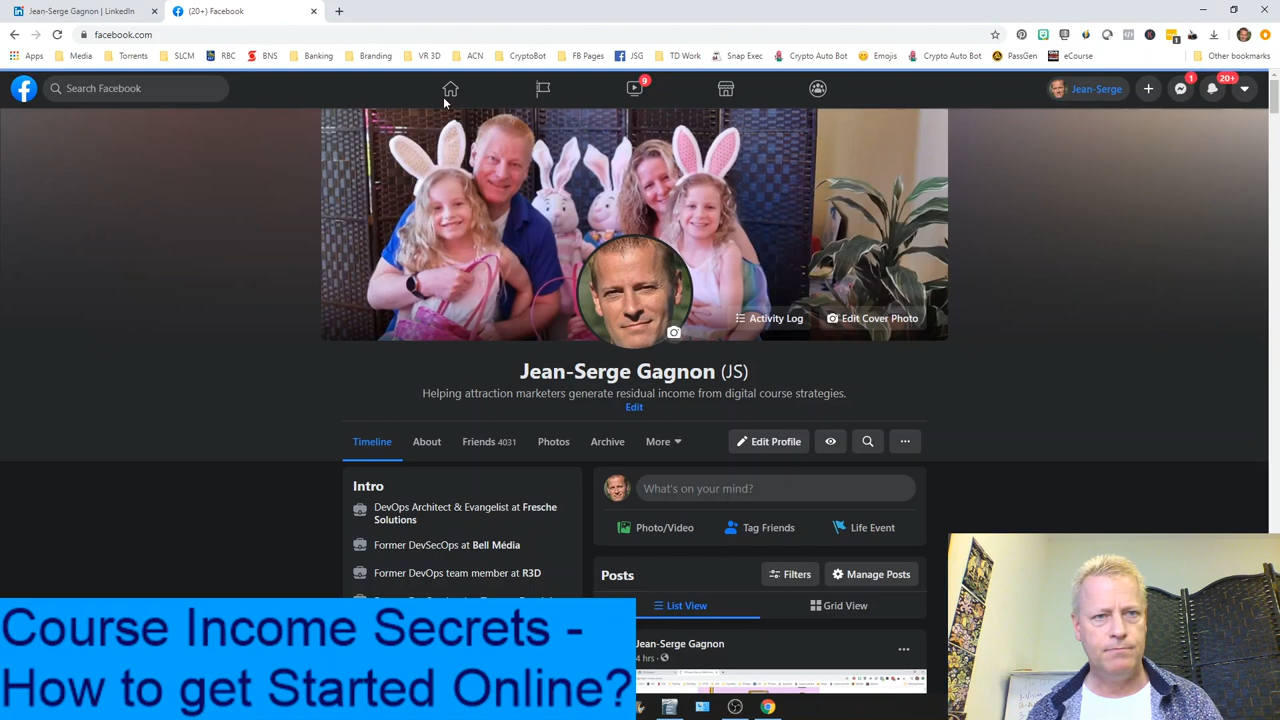 Jean-Serge Gagnon | LinkedIn
(20+) Facebook
facebook.com
Apps Media Torrents SLCM RBC BNS Banking Branding VR 3D ACN CryptoBot FB Pages JSG TD Work Snap Exec Crypto Auto Bot Emojis Crypto Auto Bot PassGen eCourse Other bookmarks
Search Facebook
9
Jean-Serge
1
20+
Activity Log
Edit Cover Photo
Jean-Serge Gagnon (JS)
Helping attraction marketers generate residual income from digital course strategies.
Edit
Timeline About Friends 4031 Photos Archive More
Edit Profile
Intro
DevOps Architect & Evangelist at Fresche
Solutions
Former DevSecOps at Bell Média
Former DevOps team member at R3D
What's on your mind?
Photo/Video Tag Friends Life Event
Posts
Filters
Manage Posts
List View
Grid View
Jean-Serge Gagnon
4 hrs
Course Income Secrets -
How to get Started Online?